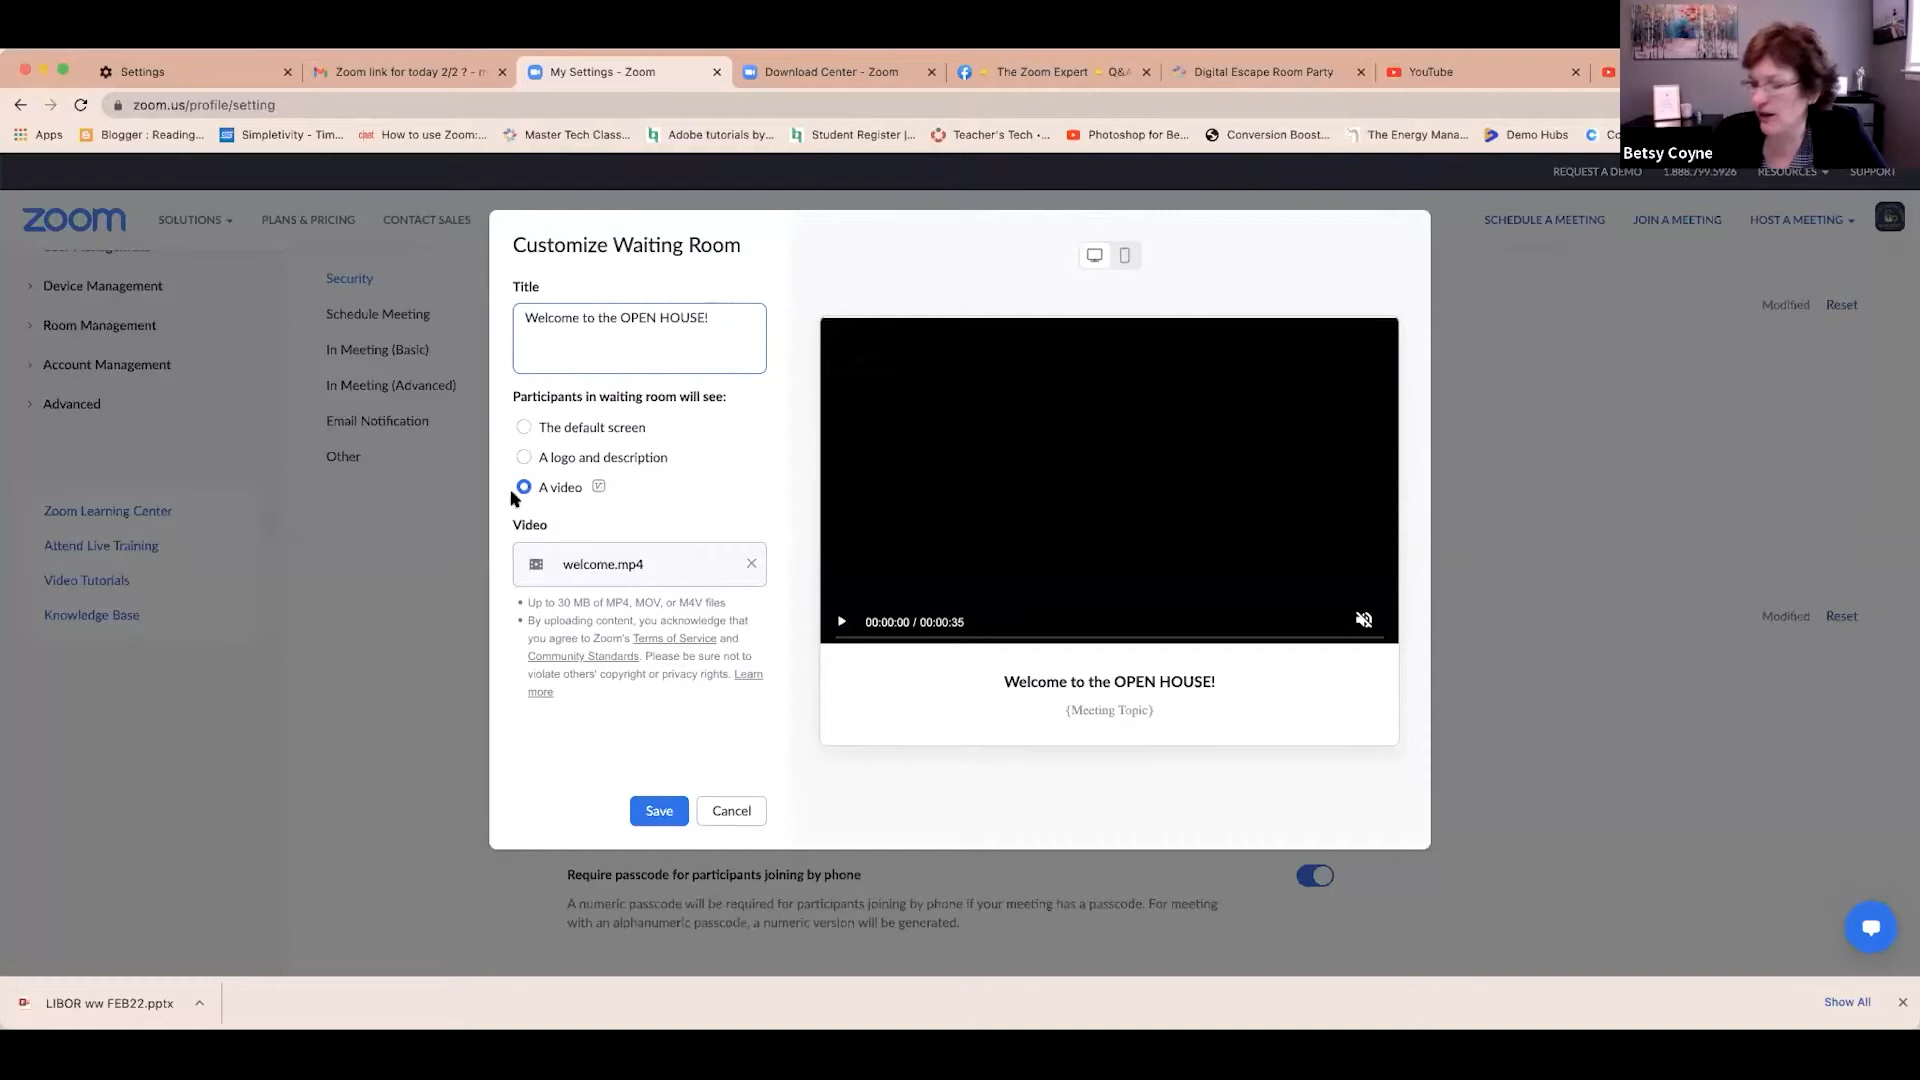 Settings
Zoom link for today 2/2 ? - m
My Settings - Zoom
Download Center - Zoom
The Zoom Expert
Q&A
Digital Escape Room Party
YouTube
zoom.us/profile/setting
Apps
Blogger : Reading...
Simpletivity - Tim...
cnet
How to use Zoom:...
Master Tech Class...
Adobe tutorials by...
Student Register |...
Teacher's Tech •...
Photoshop for Be...
Conversion Boost...
The Energy Mana...
Demo Hubs
Betsy Coyne
REQUEST A DEMO
1.888.799.5926
RESOURCES
SUPPORT
zoom
SOLUTIONS
PLANS & PRICING
CONTACT SALES
SCHEDULE A MEETING
JOIN A MEETING
HOST A MEETING
Device Management
Room Management
Account Management
Advanced
Zoom Learning Center
Attend Live Training
Video Tutorials
Knowledge Base
Security
Schedule Meeting
In Meeting (Basic)
In Meeting (Advanced)
Email Notification
Other
Customize Waiting Room
Title
Welcome to the OPEN HOUSE!
Participants in waiting room will see:
The default screen
A logo and description
A video
Video
welcome.mp4
• Up to 30 MB of MP4, MOV, or M4V files
• By uploading content, you acknowledge that
you agree to Zoom's Terms of Service and
Community Standards. Please be sure not to
violate others' copyright or privacy rights. Learn
more
Save
Cancel
00:00:00 / 00:00:35
Welcome to the OPEN HOUSE!
{Meeting Topic}
Modified
Reset
Modified
Reset
Require passcode for participants joining by phone
A numeric passcode will be required for participants joining by phone if your meeting has a passcode. For meeting
with an alphanumeric passcode, a numeric version will be generated.
LIBOR ww FEB22.pptx
Show All